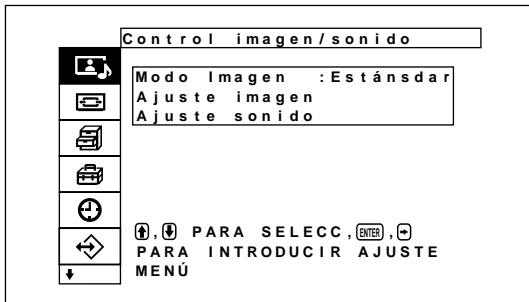 Control imagen/sonido
Modo Imagen :Estánsdar
Ajuste imagen
Ajuste sonido
↑,↓ PARA SELECC,ENTER,→
PARA INTRODUCIR AJUSTE
MENÚ